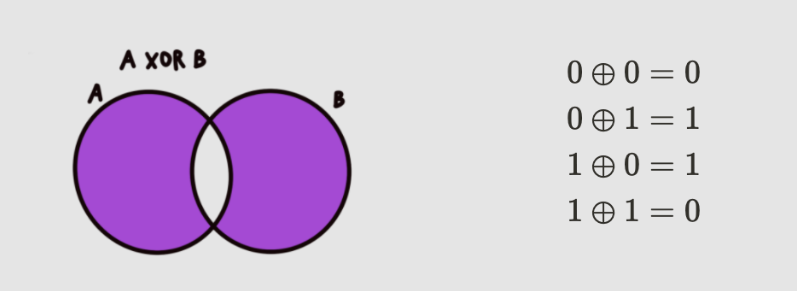 A XOR B
A
B
0 ⊕ 0 = 0
0 ⊕ 1 = 1
1 ⊕ 0 = 1
1 ⊕ 1 = 0